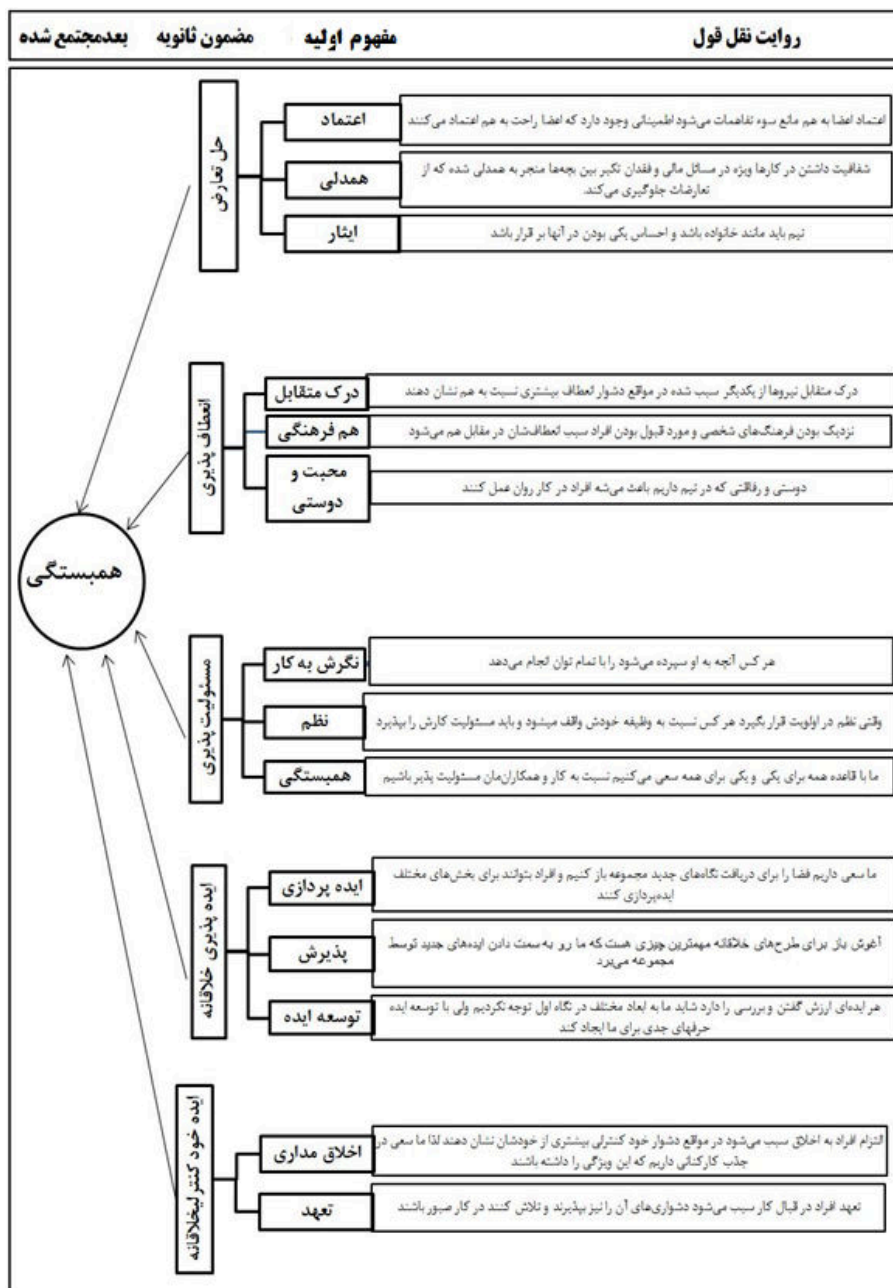 روایت نقل قول
مفهوم اولیه
مضمون ثانویه
بعدمجتمع شده
حل تعارض
اعتماد
اعتماد اعضا به هم مانع سوء تفاهمات می‌شود اطمینانی وجود دارد که اعضا راحت به هم اعتماد می‌کنند
همدلی
شفافیت داشتن در کارها ویژه در مسائل مالی و فقدان تکبر بین بچه‌ها منجر به همدلی شده که از
تعارضات جلوگیری می‌کند.
ایثار
تیم باید مانند خانواده باشد و احساس یکی بودن در آنها بر قرار باشد
انعطاف پذیری
درک متقابل
درک متقابل نیروها از یکدیگر سبب شده در مواقع دشوار انعطاف بیشتری نسبت به هم نشان دهند
هم فرهنگی
نزدیک بودن فرهنگ‌های شخصی و مورد قبول بودن افراد سبب انعطاف‌شان در مقابل هم می‌شود
محبت و
دوستی
دوستی و رفاقتی که در تیم داریم باعث می‌شه افراد در کار روان عمل کنند
همبستگی
مسئولیت پذیری
نگرش به کار
هر کس آنچه به او سپرده می‌شود را با تمام توان انجام می‌دهد
نظم
وقتی نظم در اولویت قرار بگیرد هر کس نسبت به وظیفه خودش واقف میشود و باید مسئولیت کارش را بپذیرد
همبستگی
ما با قاعده همه برای یکی و یکی برای همه سعی می‌کنیم نسبت به کار و همکاران‌مان مسئولیت پذیر باشیم
ایده پذیری خلاقانه
ایده پردازی
ما سعی داریم فضا را برای دریافت نگاه‌های جدید مجموعه باز کنیم و افراد بتوانند برای بخش‌های مختلف
ایده‌پردازی کنند
پذیرش
آغوش باز برای طرح‌های خلاقانه مهمترین چیزی هست که ما رو به سمت دادن ایده‌های جدید توسط
مجموعه می‌برد
توسعه ایده
هر ایده‌ای ارزش گفتن و بررسی را دارد شاید ما به ابعاد مختلف در نگاه اول توجه نکردیم ولی با توسعه ایده
حرفهای جدی برای ما ایجاد کند
ایده خود کنترلیخلاقانه
اخلاق مداری
التزام افراد به اخلاق سبب می‌شود در مواقع دشوار خود کنترلی بیشتری از خودشان نشان دهند لذا ما سعی در
جذب کارکنانی داریم که این ویژگی را داشته باشند
تعهد
تعهد افراد در قبال کار سبب می‌شود دشواری‌های آن را نیز بپذیرند و تلاش کنند در کار صبور باشند